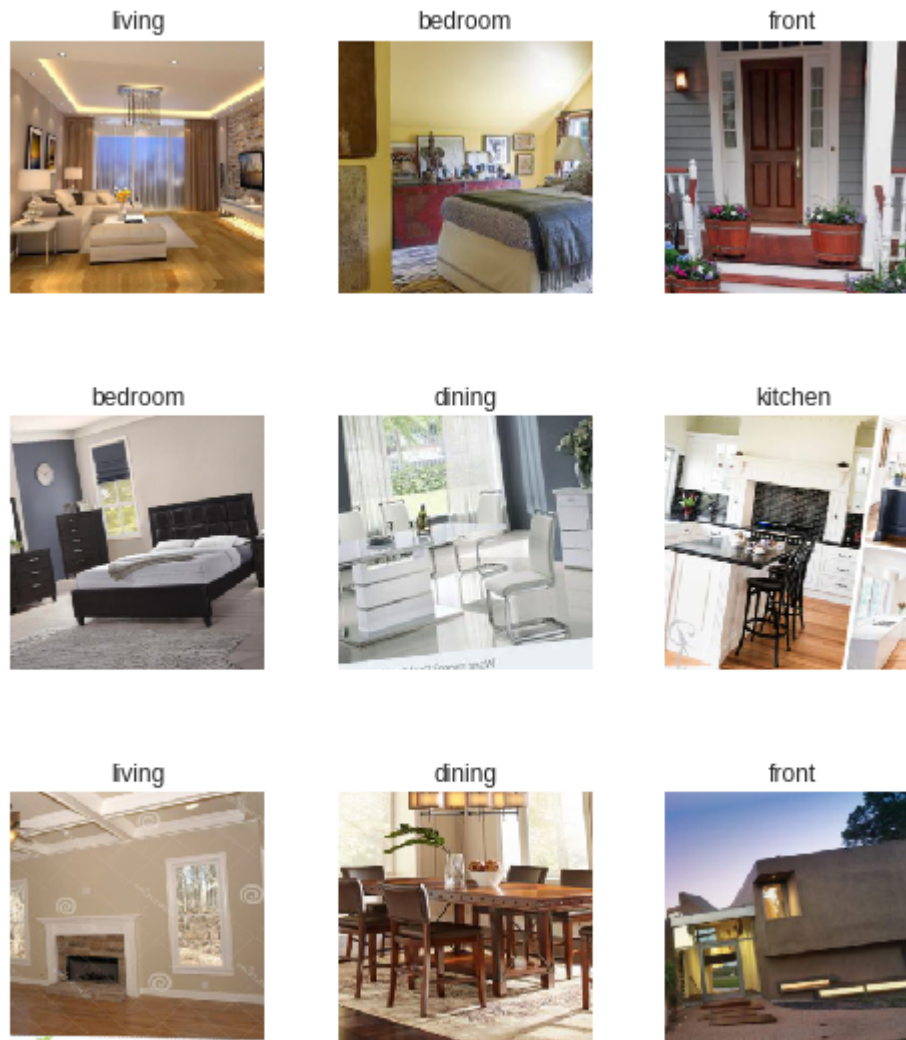 living
bedroom
front
bedroom
dining
kitchen
living
dining
front